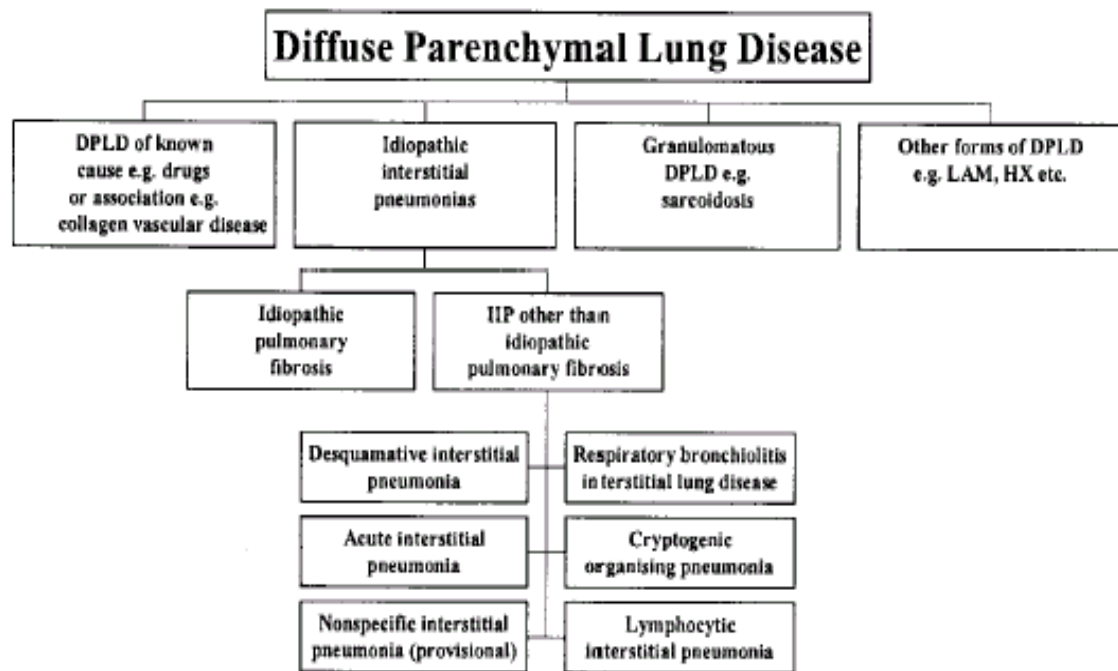 Diffuse Parenchymal Lung Disease
DPLD of known
cause e.g. drugs
or association e.g.
collagen vascular disease
Idiopathic
interstitial
pneumonias
Granulomatous
DPLD e.g.
sarcoidosis
Other forms of DPLD
e.g. LAM, HX etc.
Idiopathic
pulmonary
fibrosis
IIP other than
idiopathic
pulmonary fibrosis
Desquamative interstitial
pneumonia
Respiratory bronchiolitis
interstitial lung disease
Acute interstitial
pneumonia
Cryptogenic
organising pneumonia
Nonspecific interstitial
pneumonia (provisional)
Lymphocytic
interstitial pneumonia